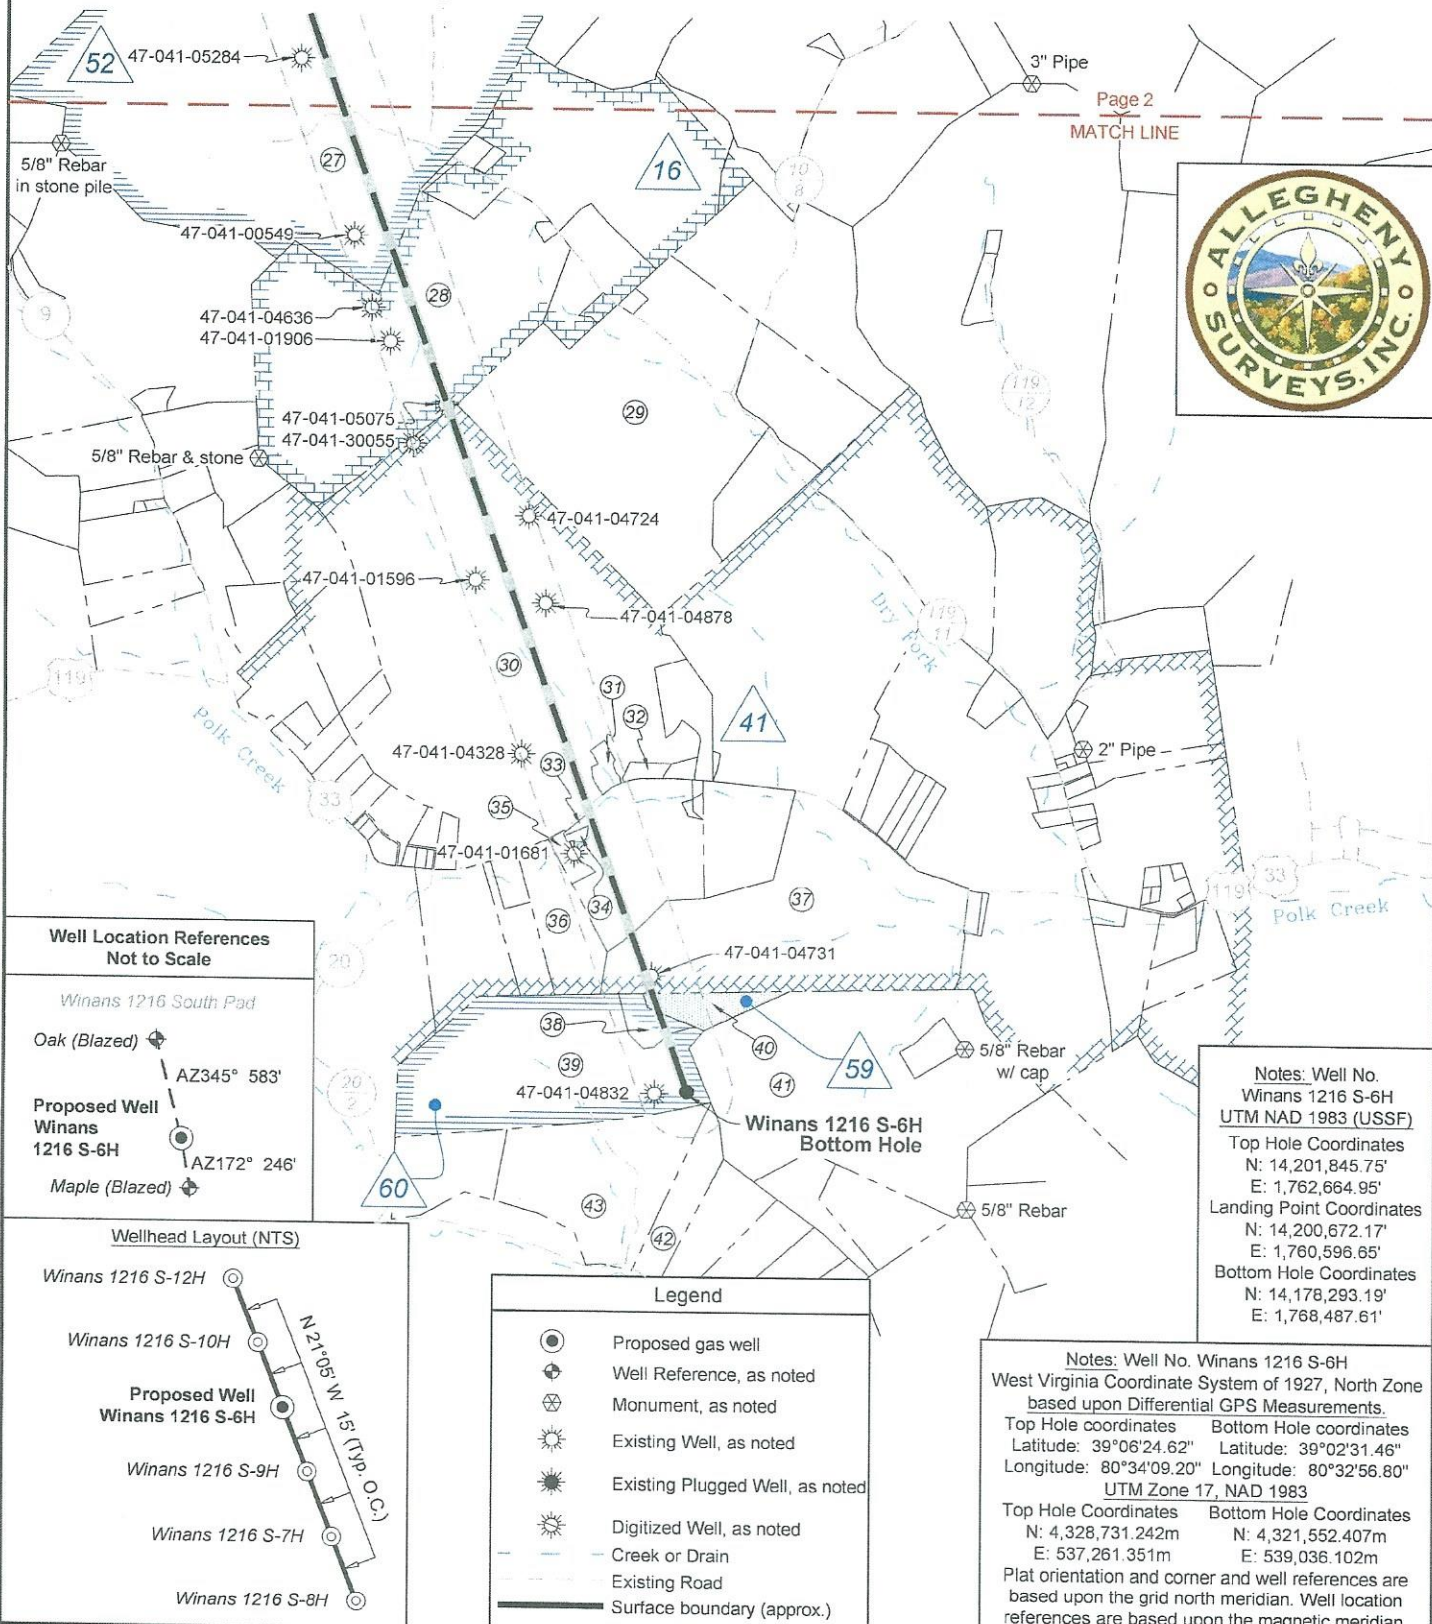 52
47-041-05284
3" Pipe
Page 2
MATCH LINE
5/8" Rebar
in stone pile
27
16
10
8
ALLEGHENY
SURVEYS, INC.
47-041-00549
28
9
47-041-04636
47-041-01906
119
12
29
47-041-05075
47-041-30055
5/8" Rebar & stone
47-041-04724
47-041-01596
47-041-04878
Dry Fork
119
11
30
119
31
32
41
Polk Creek
47-041-04328
33
2" Pipe
33
35
47-041-01681
34
36
37
119
33
Polk Creek
20
47-041-04731
38
39
40
59
5/8" Rebar
w/ cap
20
2
47-041-04832
41
Winans 1216 S-6H
Bottom Hole
60
43
42
5/8" Rebar
Well Location References
Not to Scale
Winans 1216 South Pad
Oak (Blazed)
AZ345° 583'
Proposed Well
Winans
1216 S-6H
AZ172° 246'
Maple (Blazed)
Wellhead Layout (NTS)
Winans 1216 S-12H
Winans 1216 S-10H
N 21°05' W 15' (Typ. O.C.)
Proposed Well
Winans 1216 S-6H
Winans 1216 S-9H
Winans 1216 S-7H
Winans 1216 S-8H
Legend
Proposed gas well
Well Reference, as noted
Monument, as noted
Existing Well, as noted
Existing Plugged Well, as noted
Digitized Well, as noted
Creek or Drain
Existing Road
Surface boundary (approx.)
Notes: Well No.
Winans 1216 S-6H
UTM NAD 1983 (USSF)
Top Hole Coordinates
N: 14,201,845.75'
E: 1,762,664.95'
Landing Point Coordinates
N: 14,200,672.17'
E: 1,760,596.65'
Bottom Hole Coordinates
N: 14,178,293.19'
E: 1,768,487.61'
Notes: Well No. Winans 1216 S-6H
West Virginia Coordinate System of 1927, North Zone
based upon Differential GPS Measurements.
Top Hole coordinates Bottom Hole coordinates
Latitude: 39°06'24.62" Latitude: 39°02'31.46"
Longitude: 80°34'09.20" Longitude: 80°32'56.80"
UTM Zone 17, NAD 1983
Top Hole Coordinates Bottom Hole Coordinates
N: 4,328,731.242m N: 4,321,552.407m
E: 537,261.351m E: 539,036.102m
Plat orientation and corner and well references are
based upon the grid north meridian. Well location
references are based upon the magnetic meridian